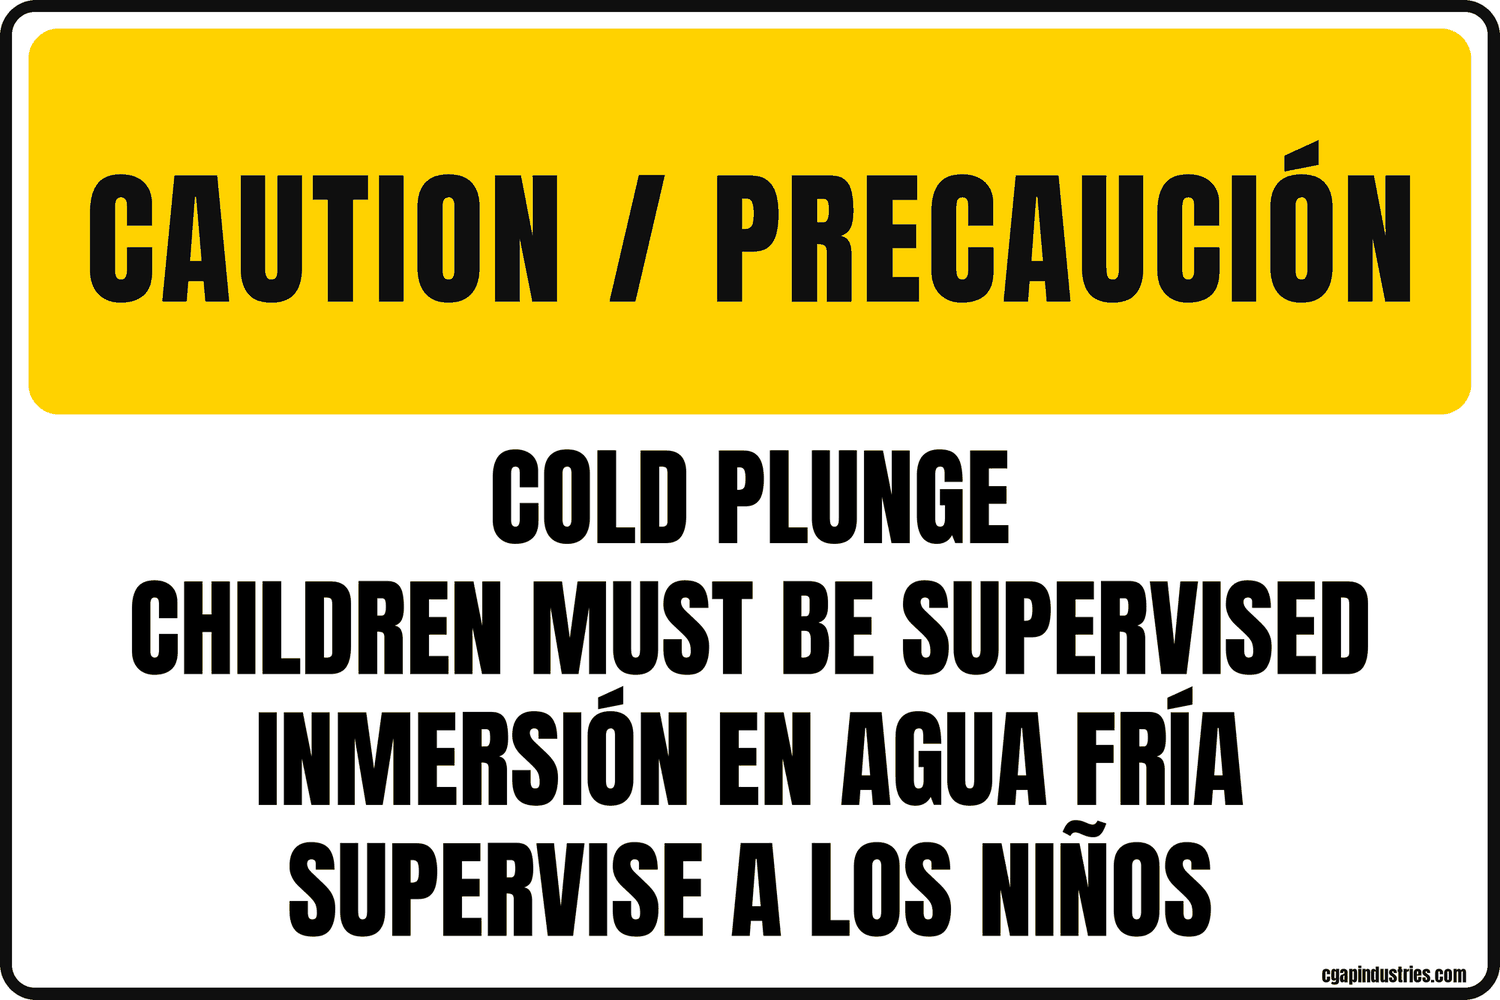 CAUTION / PRECAUCIÓN
COLD PLUNGE
CHILDREN MUST BE SUPERVISED
INMERSIÓN EN AGUA FRÍA
SUPERVISE A LOS NIÑOS
cgapindustries.com